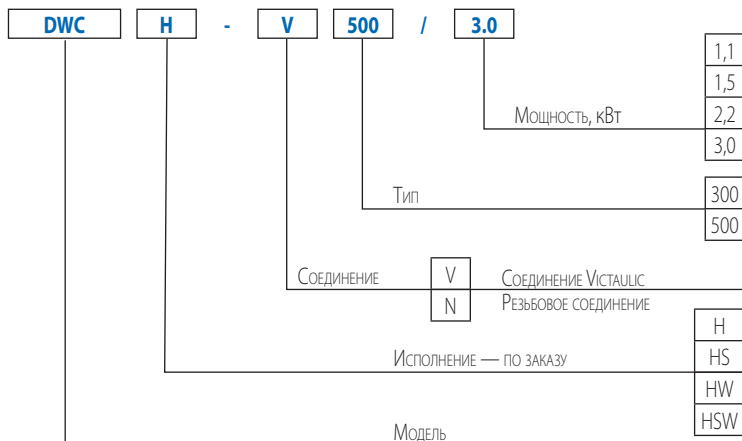 DWC H - V 500 / 3.0
1,1
1,5
Мощность, кВт 2,2
3,0
Тип 300
500
Соединение V Соединение Victaulic
N Резьбовое соединение
H
Исполнение — по заказу HS
HW
HSW
Модель